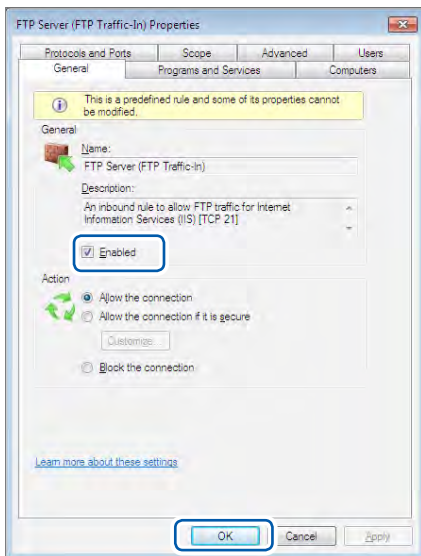 FTP Server (FTP Traffic-In) Properties
Protocols and Ports Scope Advanced Users
General Programs and Services Computers
This is a predefined rule and some of its properties cannot
be modified.
General
Name:
FTP Server (FTP Traffic-In)
Description:
An inbound rule to allow FTP traffic for Internet
Information Services (IIS) [TCP 21]
Enabled
Action
Allow the connection
Allow the connection if it is secure
Customize...
Block the connection
Learn more about these settings
OK Cancel Apply